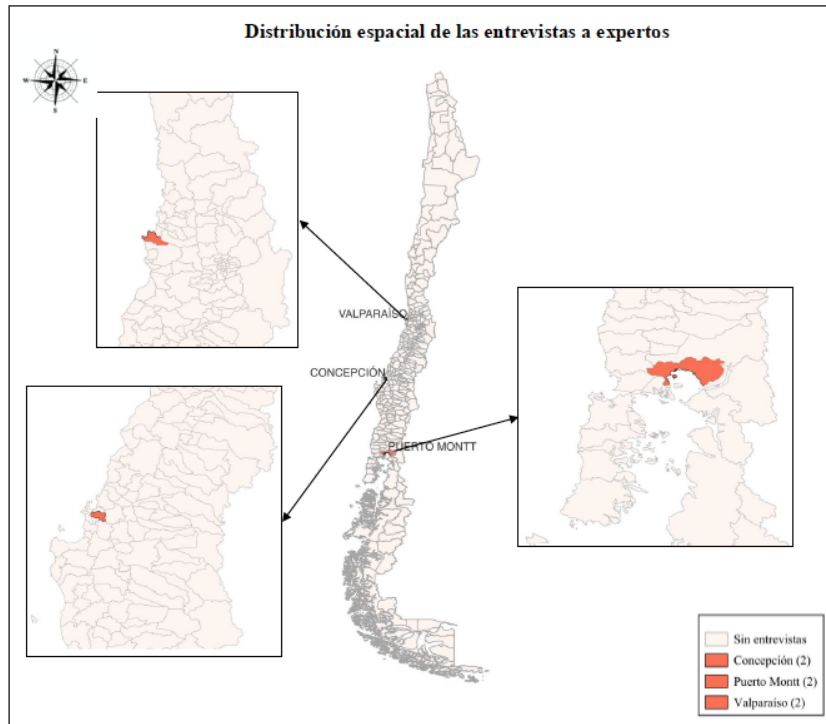 Distribución espacial de las entrevistas a expertos
N
W
E
S
VALPARAÍSO
CONCEPCIÓN
PUERTO MONTT
Sin entrevistas
Concepción (2)
Puerto Montt (2)
Valparaíso (2)